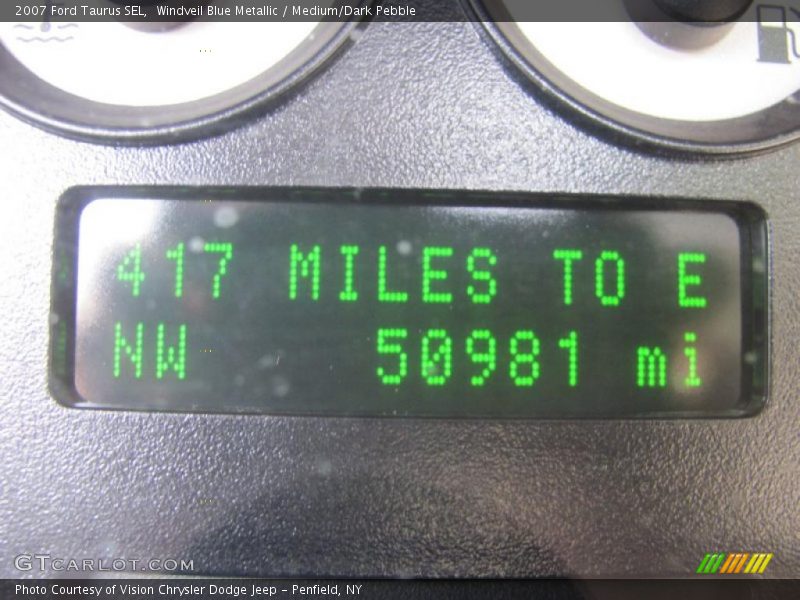 2007 Ford Taurus SEL,  Windveil Blue Metallic / Medium/Dark Pebble
417 MILES TO E
NW 50981 mi
GTCARLOT.COM
Photo Courtesy of Vision Chrysler Dodge Jeep - Penfield, NY